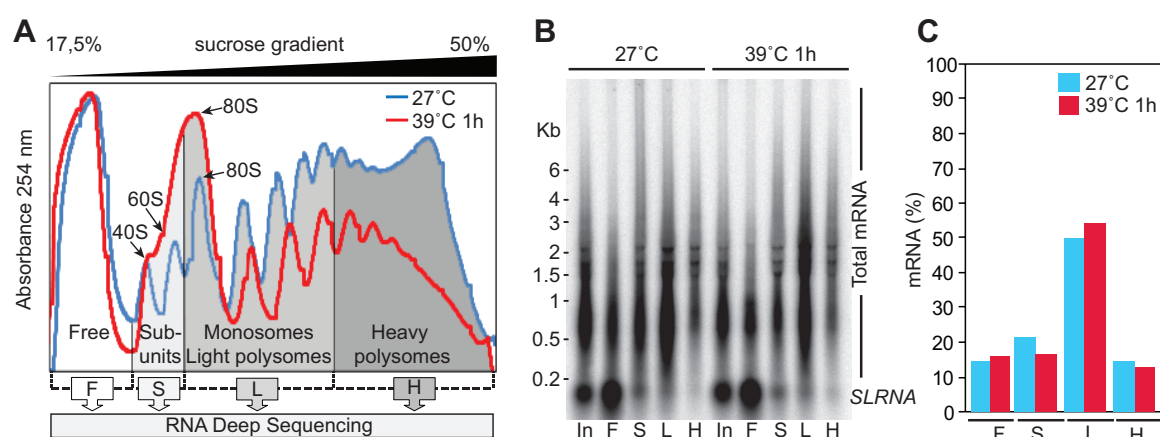 A
17,5%
sucrose gradient
50%
27˚C
39˚C 1h
80S
80S
60S
40S
Absorbance 254 nm
Free
Sub-
units
Monosomes
Light polysomes
Heavy
polysomes
F
S
L
H
RNA Deep Sequencing
B
27˚C
39˚C 1h
Kb
6
4
3
2
1.5
1
0.5
0.2
Total mRNA
SLRNA
In F S L H In F S L H
C
27˚C
39˚C 1h
mRNA (%)
100
90
80
70
60
50
40
30
20
10
0
F S L H